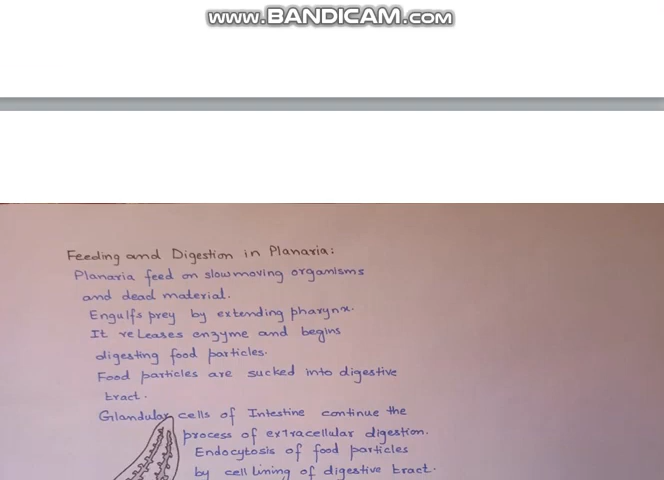 www.BANDICAM.com
Feeding and Digestion in Planaria:
Planaria feed on slowmoving organisms
and dead material.
Engulfs prey by extending pharynx.
It releases enzyme and begins
digesting food particles.
Food particles are sucked into digestive
tract.
Glandular cells of Intestine continue the
process of extracellular digestion.
Endocytosis of food particles
by cell lining of digestive tract.